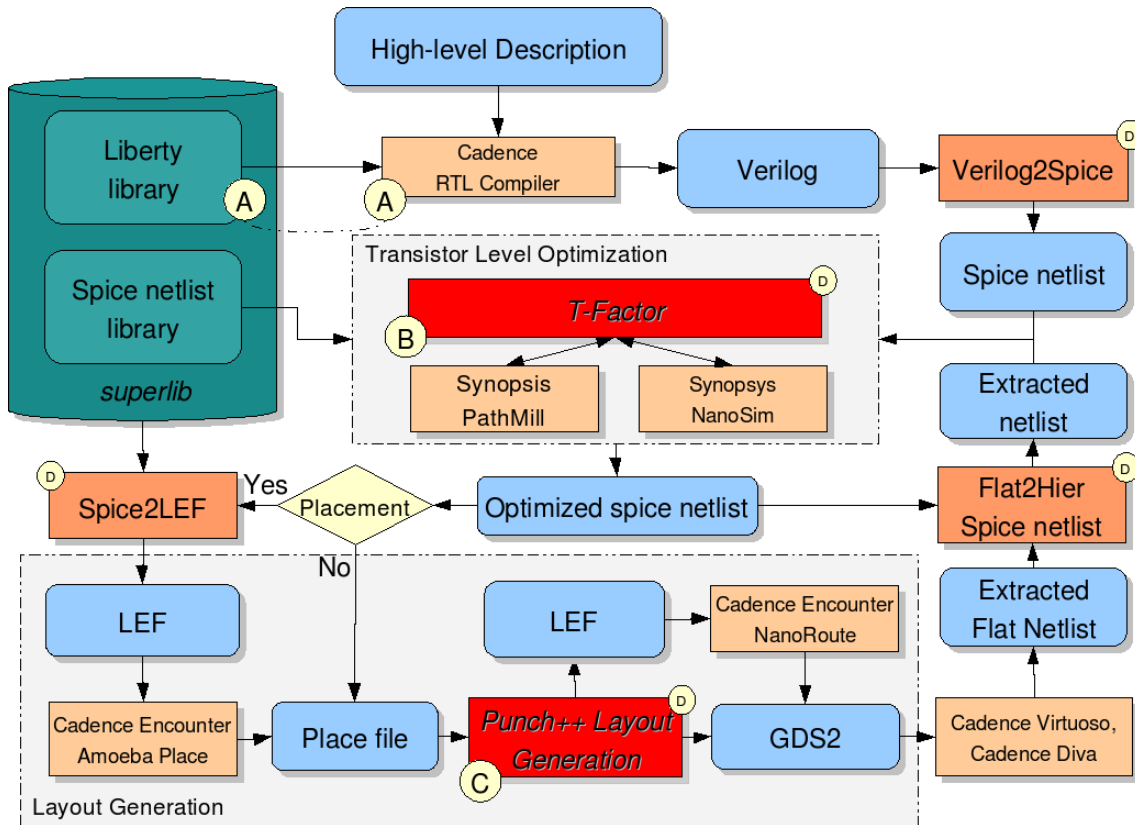 High-level Description
Liberty
library
A
Cadence
RTL Compiler
A
Verilog
D
Verilog2Spice
Spice netlist
library
superlib
Transistor Level Optimization
D
T-Factor
B
Synopsis
PathMill
Synopsys
NanoSim
Spice netlist
Extracted
netlist
D
Spice2LEF
Yes
Placement
No
Optimized spice netlist
D
Flat2Hier
Spice netlist
LEF
LEF
Cadence Encounter
NanoRoute
Extracted
Flat Netlist
Cadence Encounter
Amoeba Place
Place file
D
Punch++ Layout
Generation
C
GDS2
Cadence Virtuoso,
Cadence Diva
Layout Generation